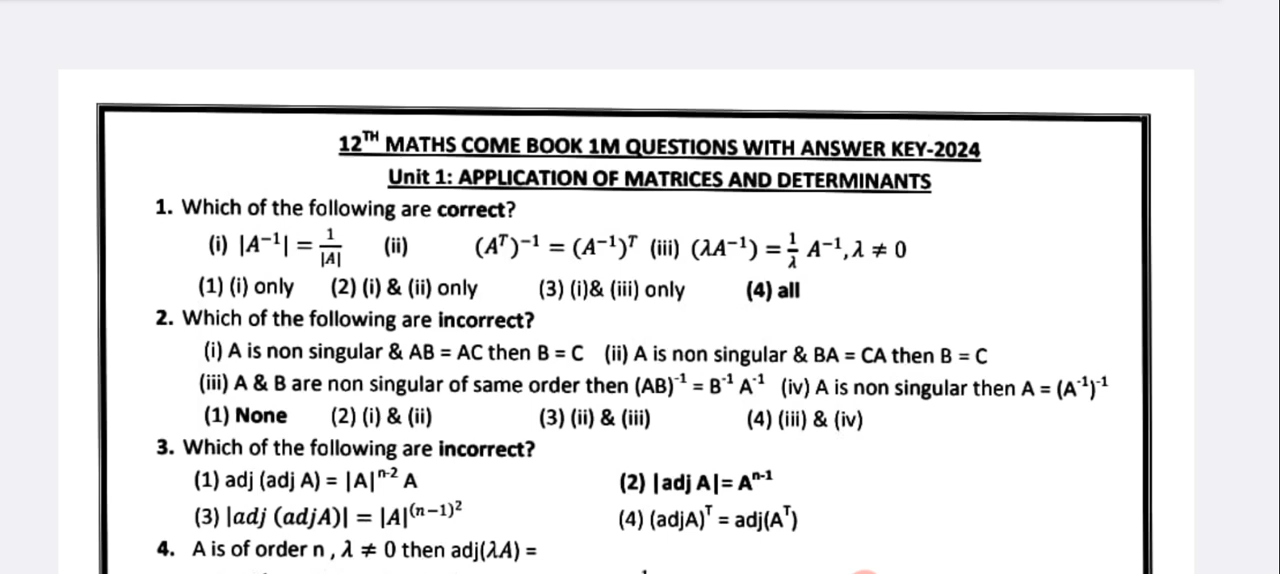 12TH MATHS COME BOOK 1M QUESTIONS WITH ANSWER KEY-2024
Unit 1: APPLICATION OF MATRICES AND DETERMINANTS
1. Which of the following are correct?
(i) |A⁻¹| = 1/|A| (ii) (Aᵀ)⁻¹ = (A⁻¹)ᵀ (iii) (λA⁻¹) = 1/λ A⁻¹, λ ≠ 0
(1) (i) only (2) (i) & (ii) only (3) (i)& (iii) only (4) all
2. Which of the following are incorrect?
(i) A is non singular & AB = AC then B = C (ii) A is non singular & BA = CA then B = C
(iii) A & B are non singular of same order then (AB)⁻¹ = B⁻¹ A⁻¹ (iv) A is non singular then A = (A⁻¹)⁻¹
(1) None (2) (i) & (ii) (3) (ii) & (iii) (4) (iii) & (iv)
3. Which of the following are incorrect?
(1) adj (adj A) = |A|ⁿ⁻² A (2) |adj A|= Aⁿ⁻¹
(3) |adj (adjA)| = |A|^(n−1)² (4) (adjA)ᵀ = adj(Aᵀ)
4. A is of order n , λ ≠ 0 then adj(λA) =